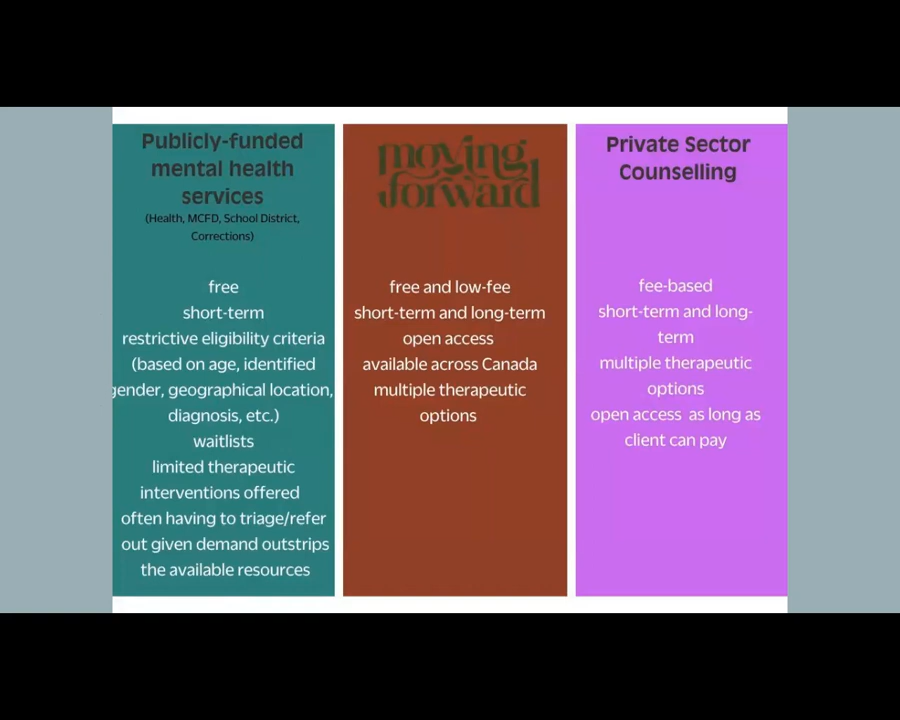 Publicly-funded
mental health
services
(Health, MCFD, School District,
Corrections)
free
short-term
restrictive eligibility criteria
(based on age, identified
gender, geographical location,
diagnosis, etc.)
waitlists
limited therapeutic
interventions offered
often having to triage/refer
out given demand outstrips
the available resources
moving
forward
free and low-fee
short-term and long-term
open access
available across Canada
multiple therapeutic
options
Private Sector
Counselling
fee-based
short-term and long-
term
multiple therapeutic
options
open access as long as
client can pay